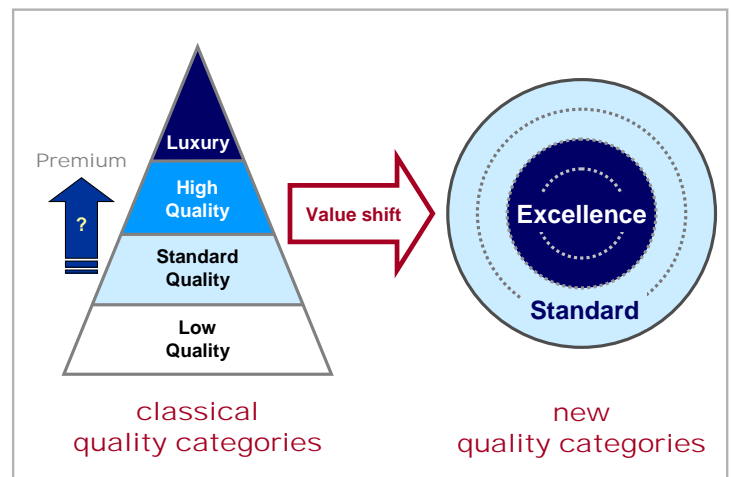 Premium
?
Luxury
High
Quality
Standard
Quality
Low
Quality
Value shift
Excellence
Standard
classical
quality categories
new
quality categories